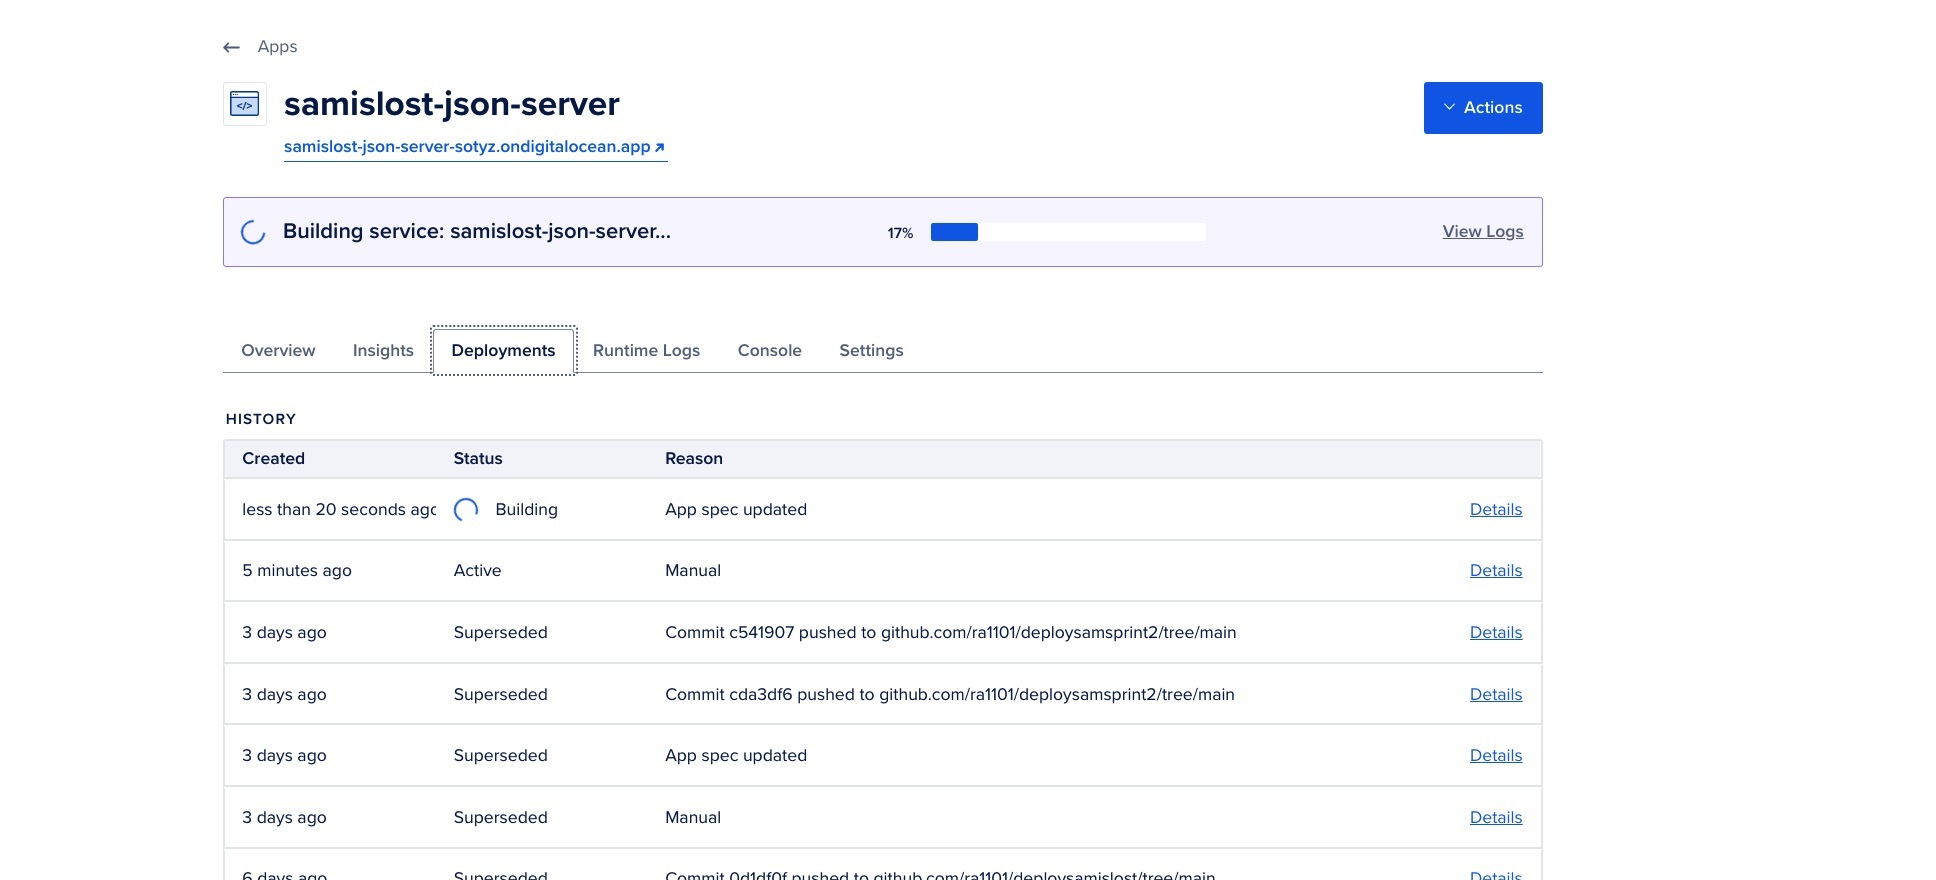 ← Apps
</>
samislost-json-server
Actions
samislost-json-server-sotyz.ondigitalocean.app
Building service: samislost-json-server... 17% View Logs
Overview Insights Deployments Runtime Logs Console Settings
HISTORY
Created Status Reason
less than 20 seconds agc Building App spec updated Details
5 minutes ago Active Manual Details
3 days ago Superseded Commit c541907 pushed to github.com/ra1101/deploysamsprint2/tree/main Details
3 days ago Superseded Commit cda3df6 pushed to github.com/ra1101/deploysamsprint2/tree/main Details
3 days ago Superseded App spec updated Details
3 days ago Superseded Manual Details
6 days ago Superseded Commit 0d1df0f pushed to github.com/ra1101/deploysamislost/tree/main Details